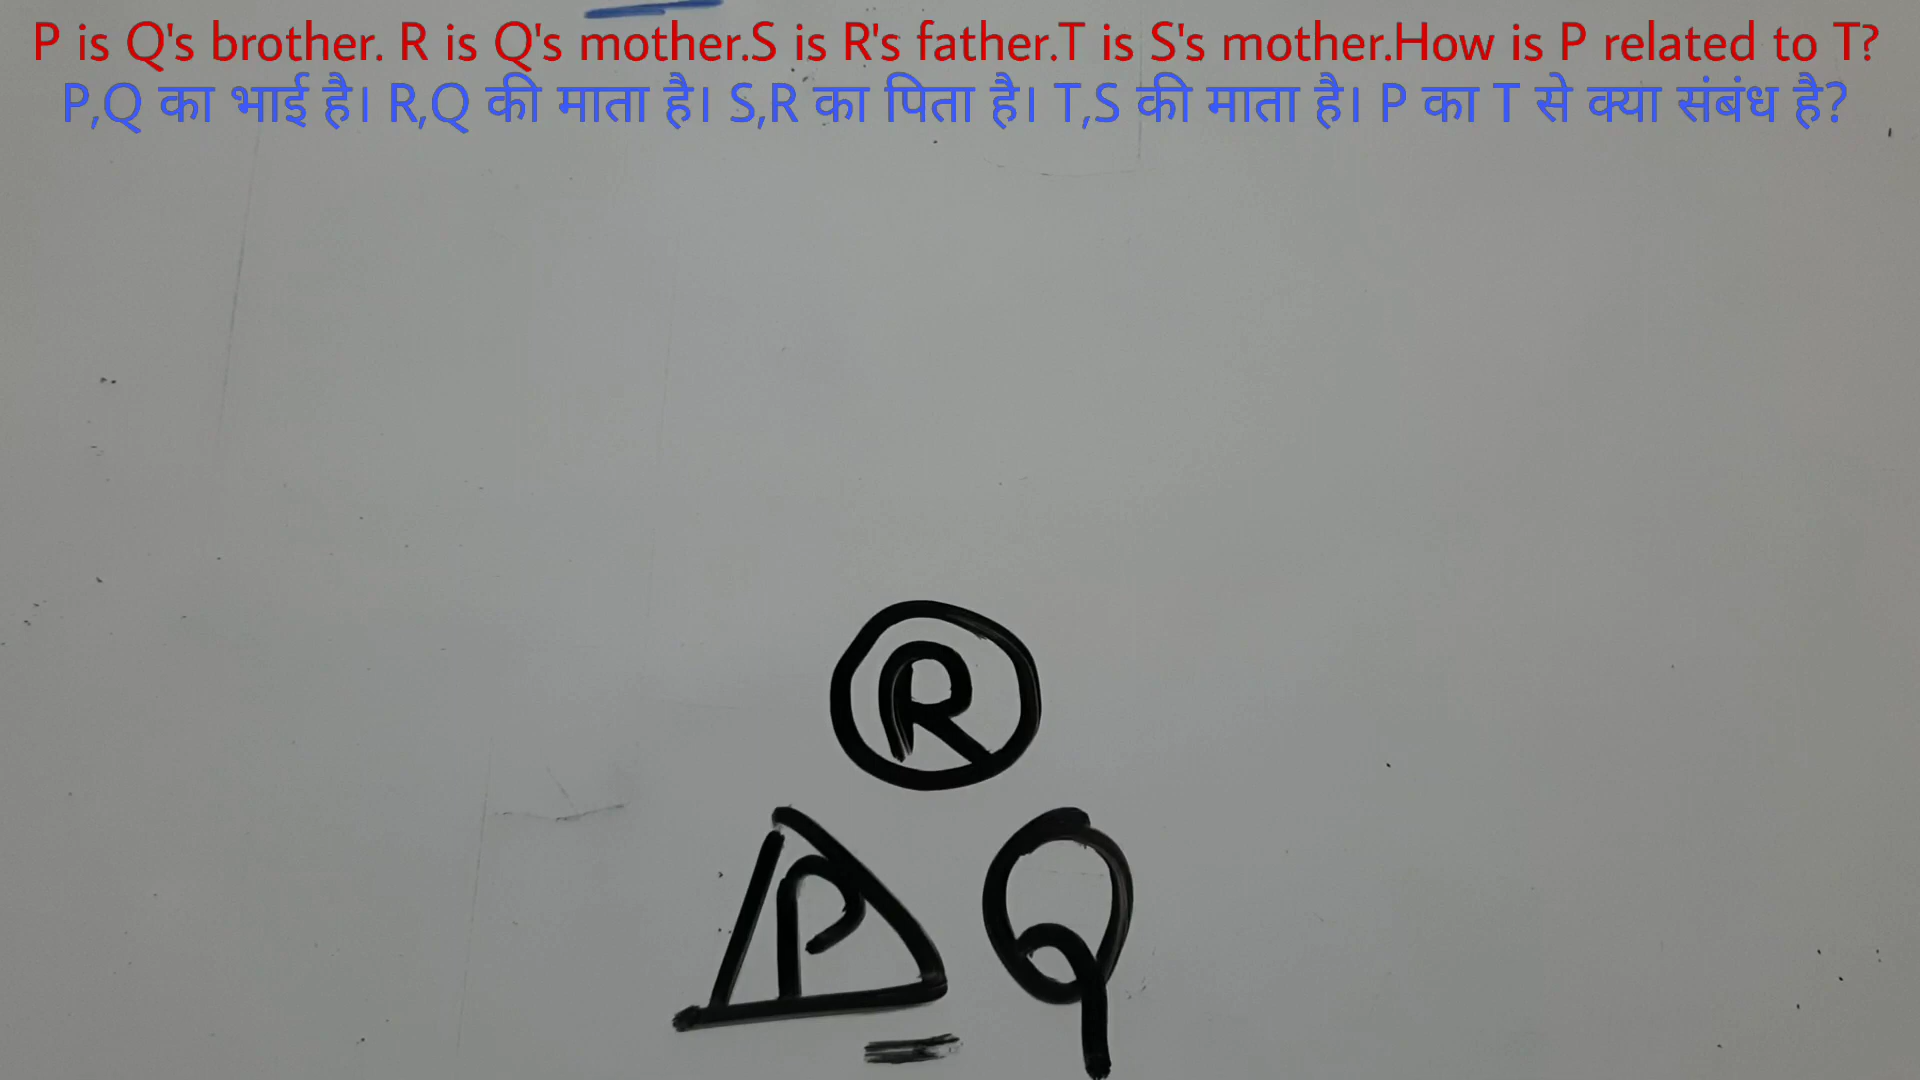 P is Q's brother. R is Q's mother.S is R's father.T is S's mother.How is P related to T?
P,Q का भाई है। R,Q की माता है। S,R का पिता है। T,S की माता है। P का T से क्या संबंध है?
R
P Q